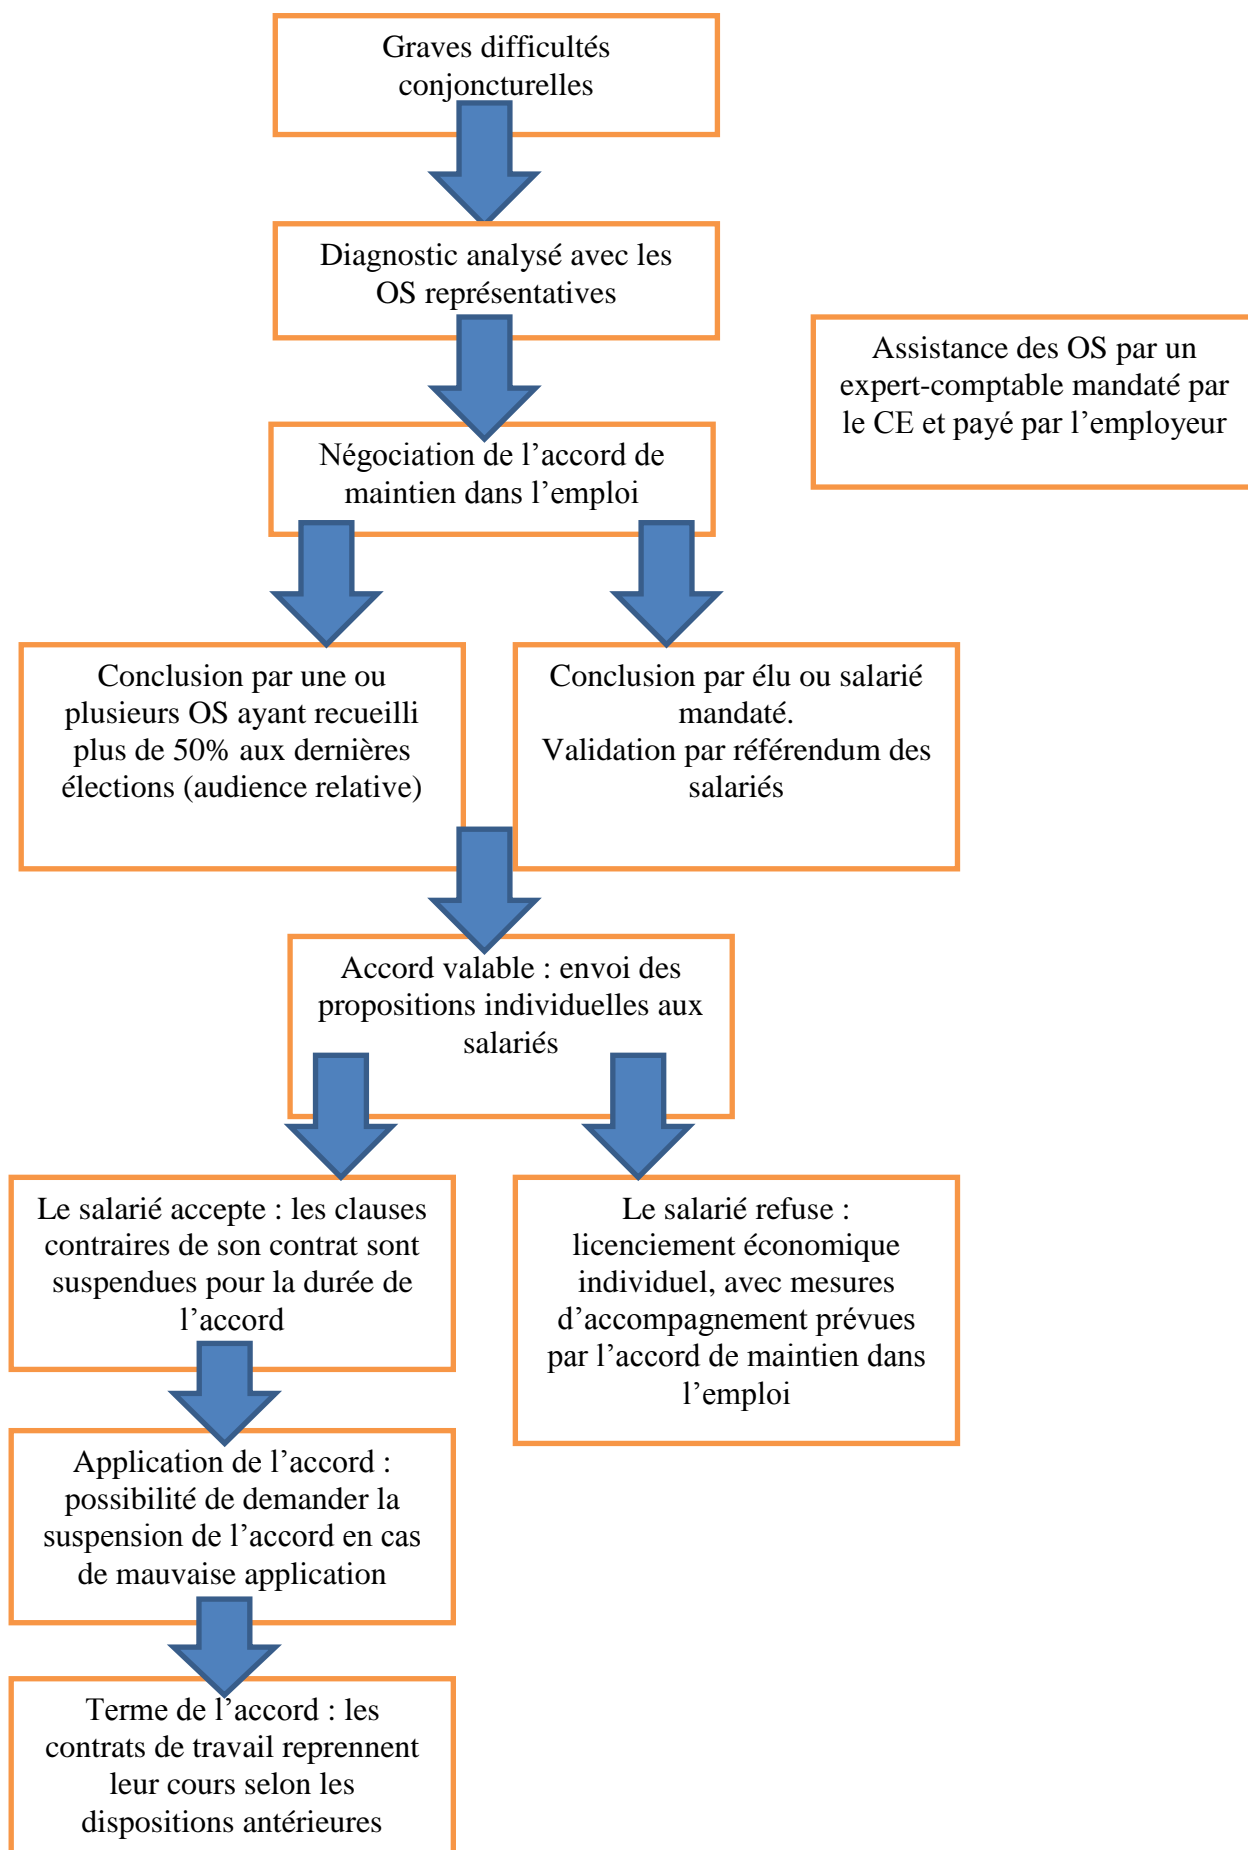 Graves difficultés
conjoncturelles
Diagnostic analysé avec les
OS représentatives
Assistance des OS par un
expert-comptable mandaté par
le CE et payé par l’employeur
Négociation de l’accord de
maintien dans l’emploi
Conclusion par une ou
plusieurs OS ayant recueilli
plus de 50% aux dernières
élections (audience relative)
Conclusion par élu ou salarié
mandaté.
Validation par référendum des
salariés
Accord valable : envoi des
propositions individuelles aux
salariés
Le salarié accepte : les clauses
contraires de son contrat sont
suspendues pour la durée de
l’accord
Le salarié refuse :
licenciement économique
individuel, avec mesures
d’accompagnement prévues
par l’accord de maintien dans
l’emploi
Application de l’accord :
possibilité de demander la
suspension de l’accord en cas
de mauvaise application
Terme de l’accord : les
contrats de travail reprennent
leur cours selon les
dispositions antérieures